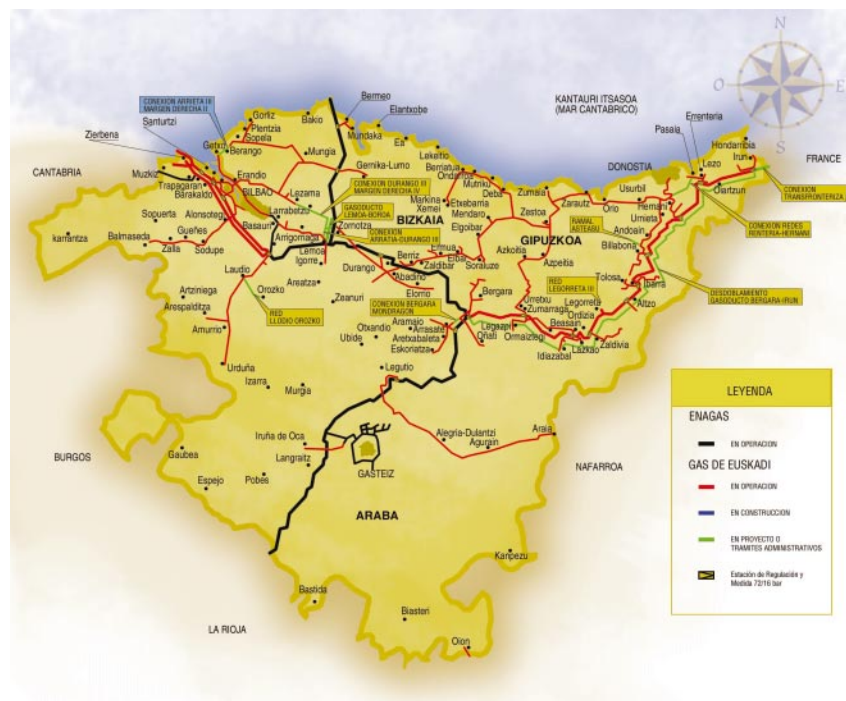 N
O
E
S
KANTAURI ITSASOA
(MAR CANTABRICO)
CANTABRIA
FRANCE
BURGOS
NAFARROA
LA RIOJA
BIZKAIA
GIPUZKOA
ARABA
BILBAO
DONOSTIA
GASTEIZ
CONEXION ARRIETA III
MARGEN DERECHA II
CONEXION DURANGO III
MARGEN DERECHA IV
GASODUCTO
LEMOA-BOROA
CONEXION
ARRATIA-DURANGO III
CONEXION BERGARA
MONDRAGON
RED
LLODIO OROZKO
RAMAL
ASTEASU
RED
LEGORRETA III
CONEXION
TRANSFRONTERIZA
CONEXION REDES
RENTERIA-HERNANI
DESDOBLAMIENTO
GASODUCTO BERGARA-IRUN
Bermeo
Elantxobe
Mundaka
Bakio
Gorliz
Plentzia
Sopela
Berango
Getxo
Santurtzi
Zierbena
Muzkiz
Trapagaran
Barakaldo
Erandio
Mungia
Gernika-Lumo
Ea
Lekeitio
Berriatua
Ondarroa
Mutriku
Deba
Zumaia
Zarautz
Orio
Usurbil
Hernani
Urnieta
Andoain
Billabona
Pasaia
Errenteria
Lezo
Hondarribia
Irun
Oiartzun
Lezama
Larrabetzu
Alonsotegi
Basauri
Arrigorriaga
Zornotza
Sopuerta
Gueñes
Balmaseda
Zalla
Sodupe
karrantza
Markina
Xemei
Etxabarria
Mendaro
Elgoibar
Zestoa
Azkoitia
Azpeitia
Ermua
Eibar
Soraluze
Lemoa
Igorre
Durango
Berriz
Zaldibar
Abadino
Elorrio
Areatza
Zeanuri
Laudio
Orozko
Artziniega
Arespalditza
Amurrio
Urduña
Izarra
Murgia
Otxandio
Ubide
Aramaio
Arrasate
Aretxabaleta
Eskoriatza
Legutio
Bergara
Oñati
Legazpi
Urretxu
Zumarraga
Ormaiztegi
Idiazabal
Beasain
Ordizia
Legorreta
Lazkao
Zaldivia
Tolosa
Ibarra
Altzo
Iruña de Oca
Langraitz
Alegria-Dulantzi
Agurain
Araia
Gaubea
Espejo
Pobes
Kanpezu
Bastida
Biasteri
Oion
LEYENDA
ENAGAS
EN OPERACION
GAS DE EUSKADI
EN OPERACION
EN CONSTRUCCION
EN PROYECTO O
TRAMITES ADMINISTRATIVOS
Estación de Regulación y
Medida 72/16 bar